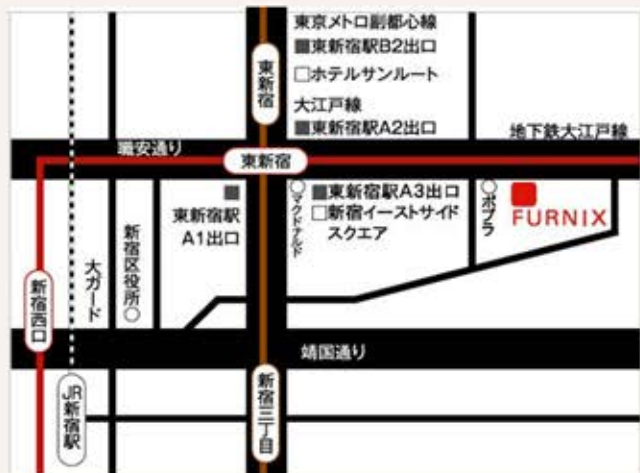 東京メトロ副都心線
■東新宿駅B2出口
□ホテルサンルート
大江戸線
■東新宿駅A2出口
東新宿
地下鉄大江戸線
職安通り
東新宿
■
東新宿駅
A1出口
○マクドナルド
■東新宿駅A3出口
□新宿イーストサイド
スクエア
○ポプラ
FURNIX
新宿区役所○
大ガード
新宿西口
靖国通り
JR新宿駅
新宿三丁目